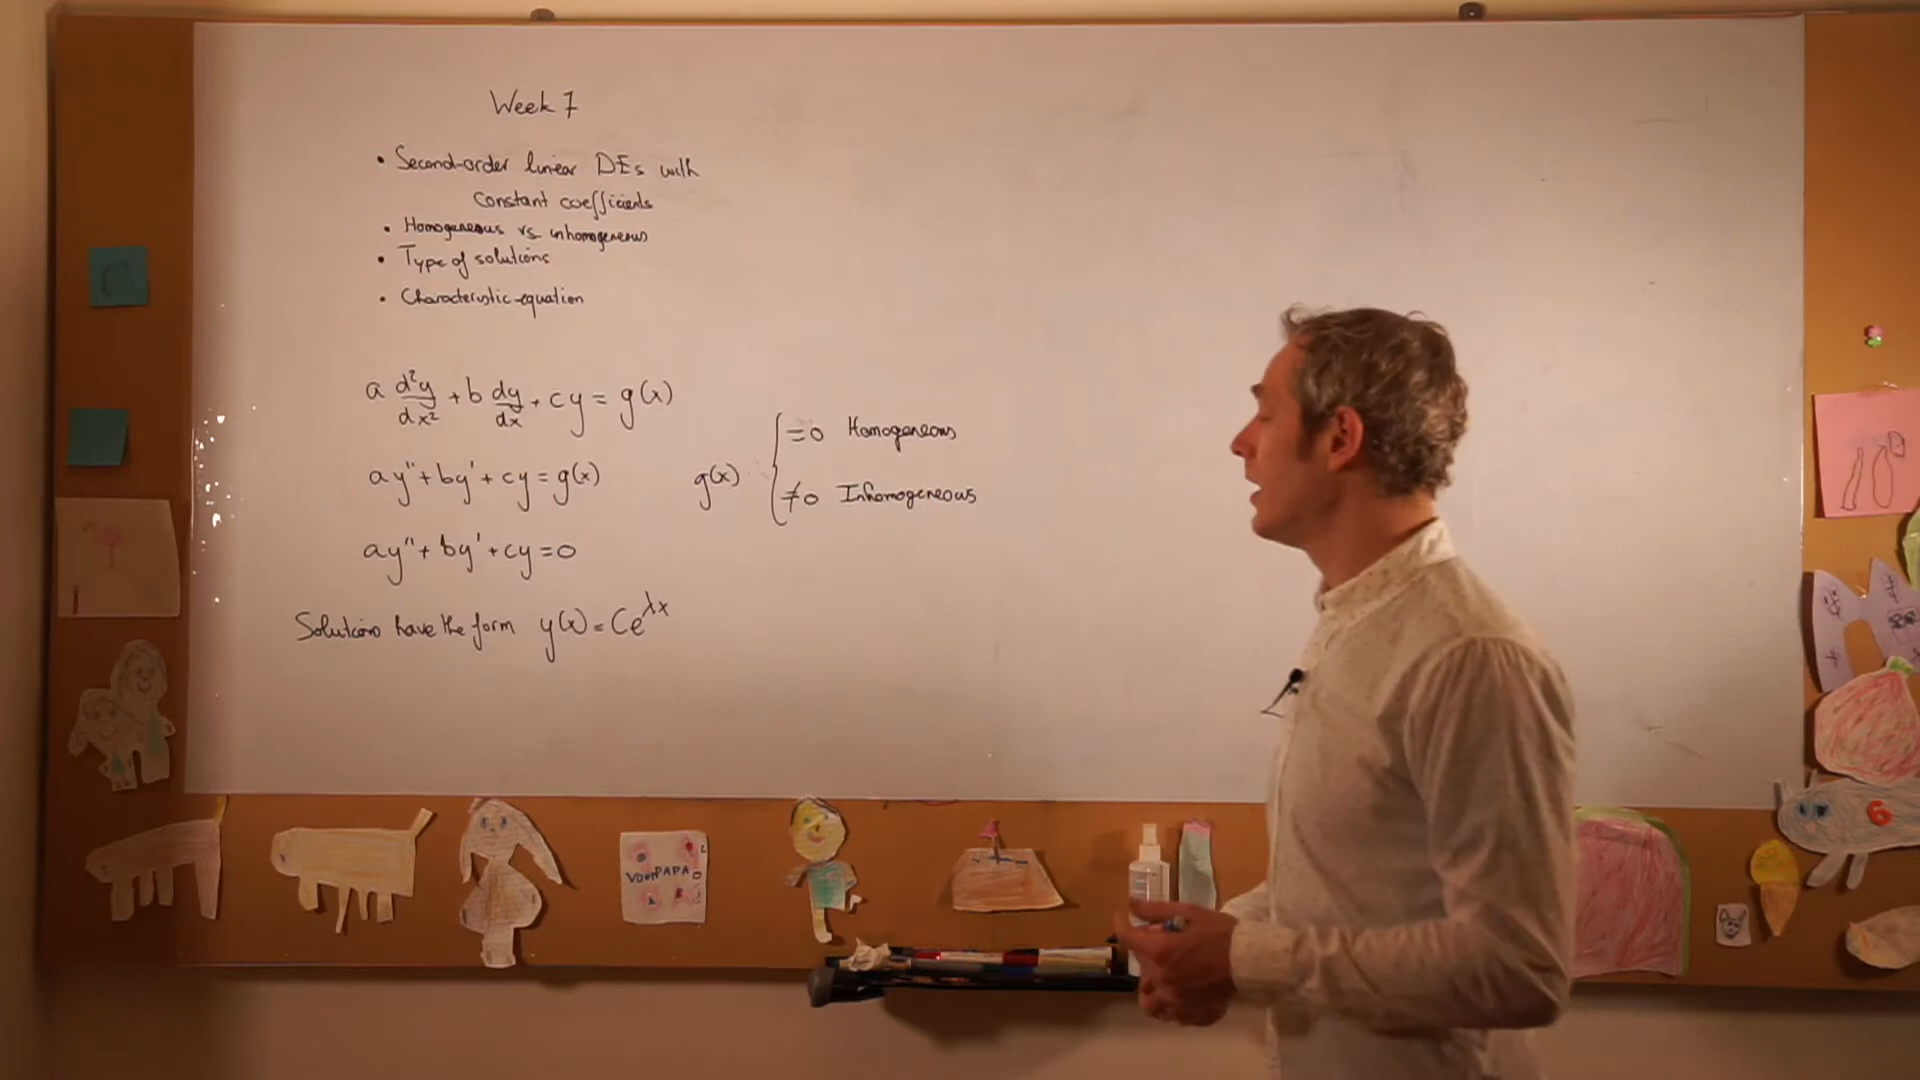 Week 7
• Second-order linear DEs with
constant coefficients
• Homogeneous vs inhomogeneous
• Type of solutions
• Characteristic equation
a d²y/dx² + b dy/dx + cy = g(x)
ay" + by' + cy = g(x)
g(x) { =0 Homogeneous
≠0 Inhomogeneous
ay" + by' + cy = 0
Solutions have the form y(x) = Ce^λx
VOOR PAPA
6